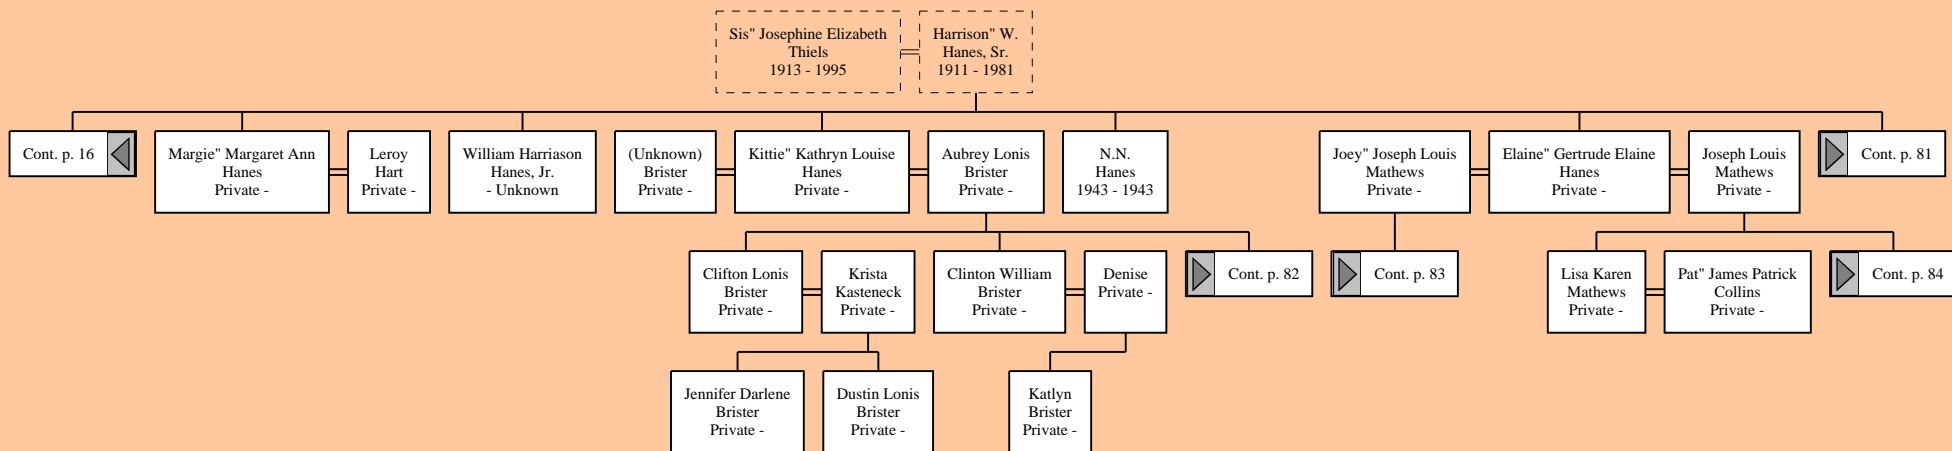 Sis" Josephine Elizabeth
Thiels
1913 - 1995
Harrison" W.
Hanes, Sr.
1911 - 1981
Cont. p. 16
Margie" Margaret Ann
Hanes
Private -
Leroy
Hart
Private -
William Harriason
Hanes, Jr.
- Unknown
(Unknown)
Brister
Private -
Kittie" Kathryn Louise
Hanes
Private -
Aubrey Lonis
Brister
Private -
N.N.
Hanes
1943 - 1943
Joey" Joseph Louis
Mathews
Private -
Elaine" Gertrude Elaine
Hanes
Private -
Joseph Louis
Mathews
Private -
Cont. p. 81
Clifton Lonis
Brister
Private -
Krista
Kasteneck
Private -
Clinton William
Brister
Private -
Denise
Private -
Cont. p. 82
Cont. p. 83
Lisa Karen
Mathews
Private -
Pat" James Patrick
Collins
Private -
Cont. p. 84
Jennifer Darlene
Brister
Private -
Dustin Lonis
Brister
Private -
Katlyn
Brister
Private -